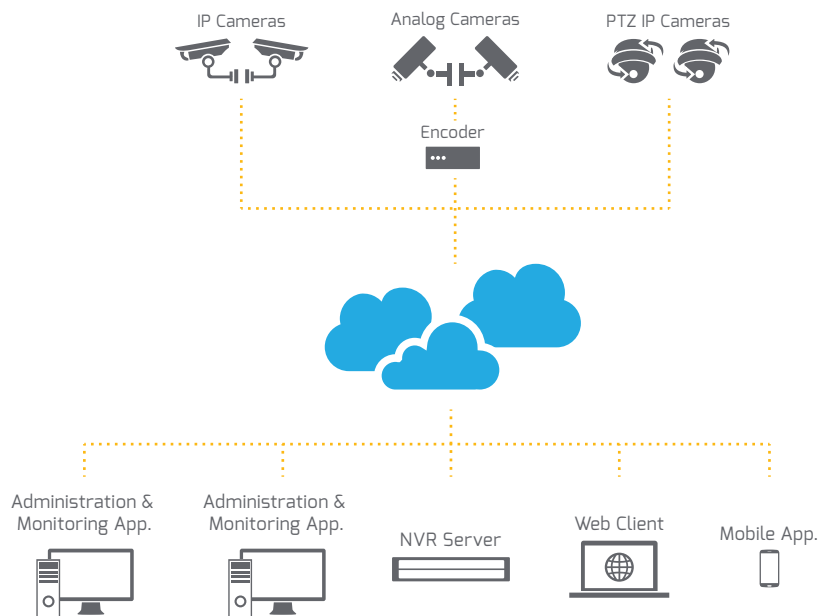 IP Cameras
Analog Cameras
PTZ IP Cameras
Encoder
Administration &
Monitoring App.
Administration &
Monitoring App.
NVR Server
Web Client
Mobile App.